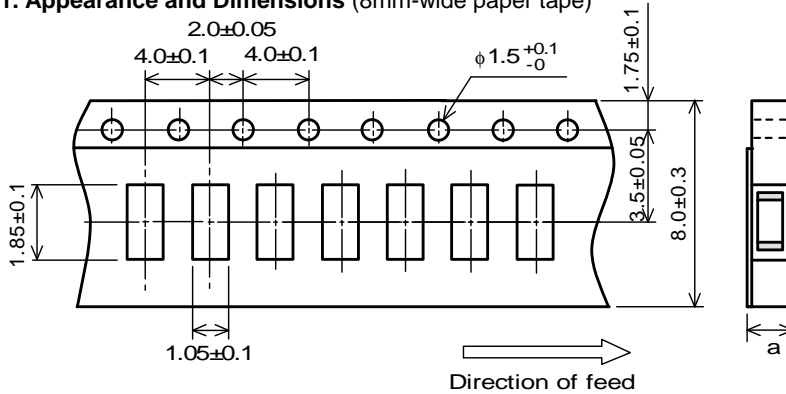 1. Appearance and Dimensions (8mm-wide paper tape)
2.0±0.05
4.0±0.1
4.0±0.1
φ1.5 +0.1 -0
1.75±0.1
3.5±0.05
8.0±0.3
1.85±0.1
1.05±0.1
a
Direction of feed